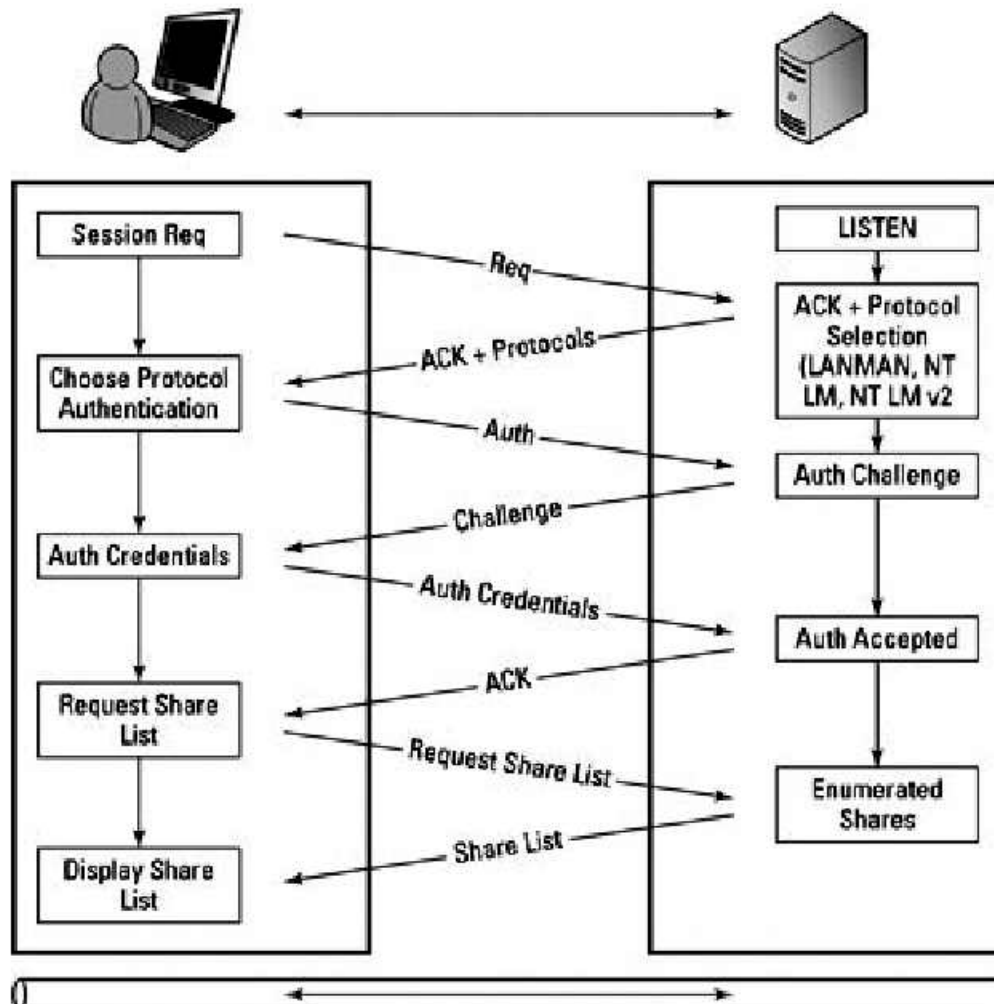 Session Req
LISTEN
Req
ACK + Protocol
Selection
(LANMAN, NT
LM, NT LM v2
ACK + Protocols
Choose Protocol
Authentication
Auth
Auth Challenge
Challenge
Auth Credentials
Auth Credentials
Auth Accepted
ACK
Request Share
List
Request Share List
Enumerated
Shares
Share List
Display Share
List